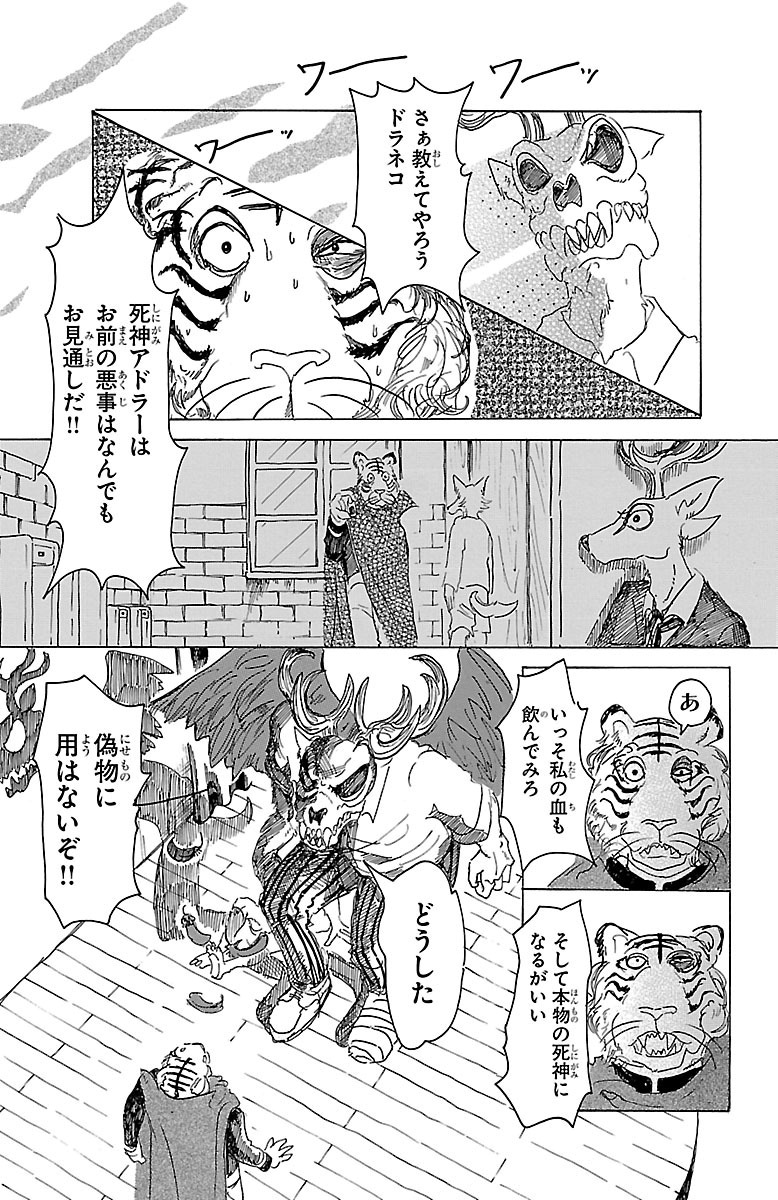 ワーッ
ワー
ワーッ
さぁ教えてやろう
ドラネコ
死神アドラーは
お前の悪事はなんでも
お見通しだ!!
あ
いっそ私の血も
飲んでみろ
そして本物の死神に
なるがいい
どうした
偽物に
用はないぞ!!